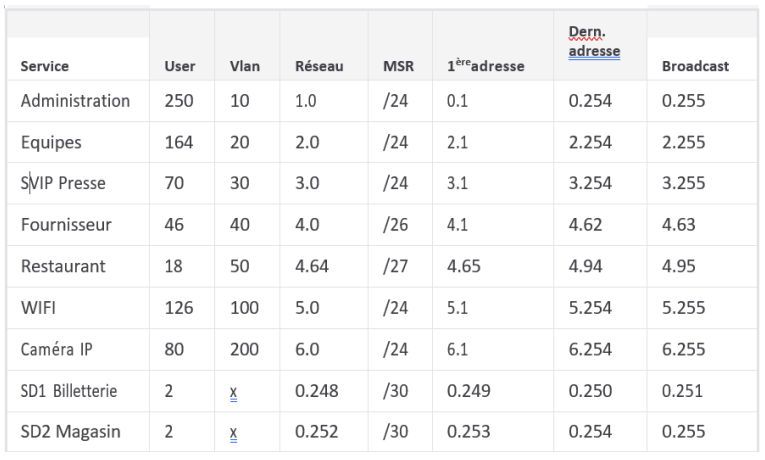 Service User Vlan Réseau MSR 1ère adresse Dern. adresse Broadcast
Administration 250 10 1.0 /24 0.1 0.254 0.255
Equipes 164 20 2.0 /24 2.1 2.254 2.255
SVIP Presse 70 30 3.0 /24 3.1 3.254 3.255
Fournisseur 46 40 4.0 /26 4.1 4.62 4.63
Restaurant 18 50 4.64 /27 4.65 4.94 4.95
WIFI 126 100 5.0 /24 5.1 5.254 5.255
Caméra IP 80 200 6.0 /24 6.1 6.254 6.255
SD1 Billetterie 2 x 0.248 /30 0.249 0.250 0.251
SD2 Magasin 2 x 0.252 /30 0.253 0.254 0.255